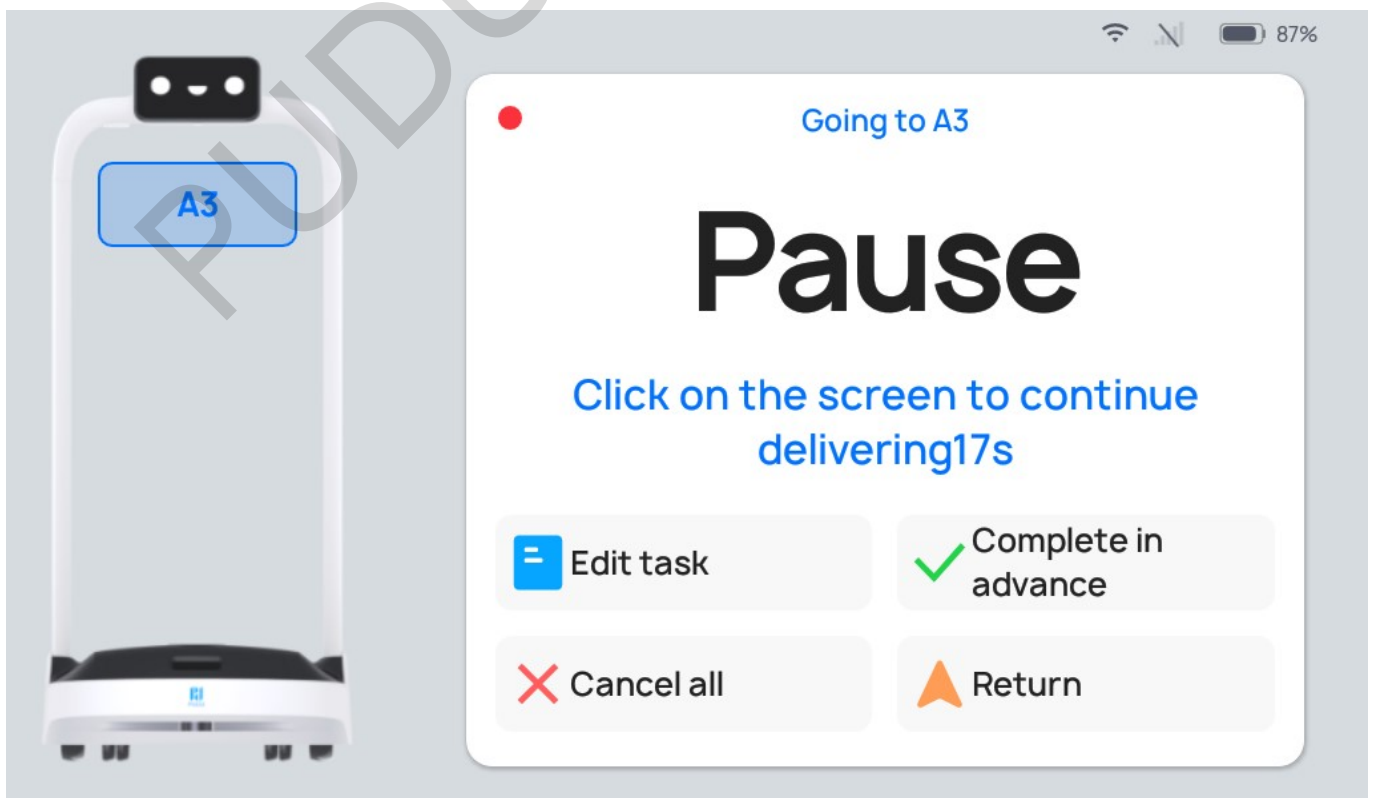 87%
Going to A3
A3
Pause
Click on the screen to continue
delivering17s
Edit task
Complete in
advance
Cancel all
Return